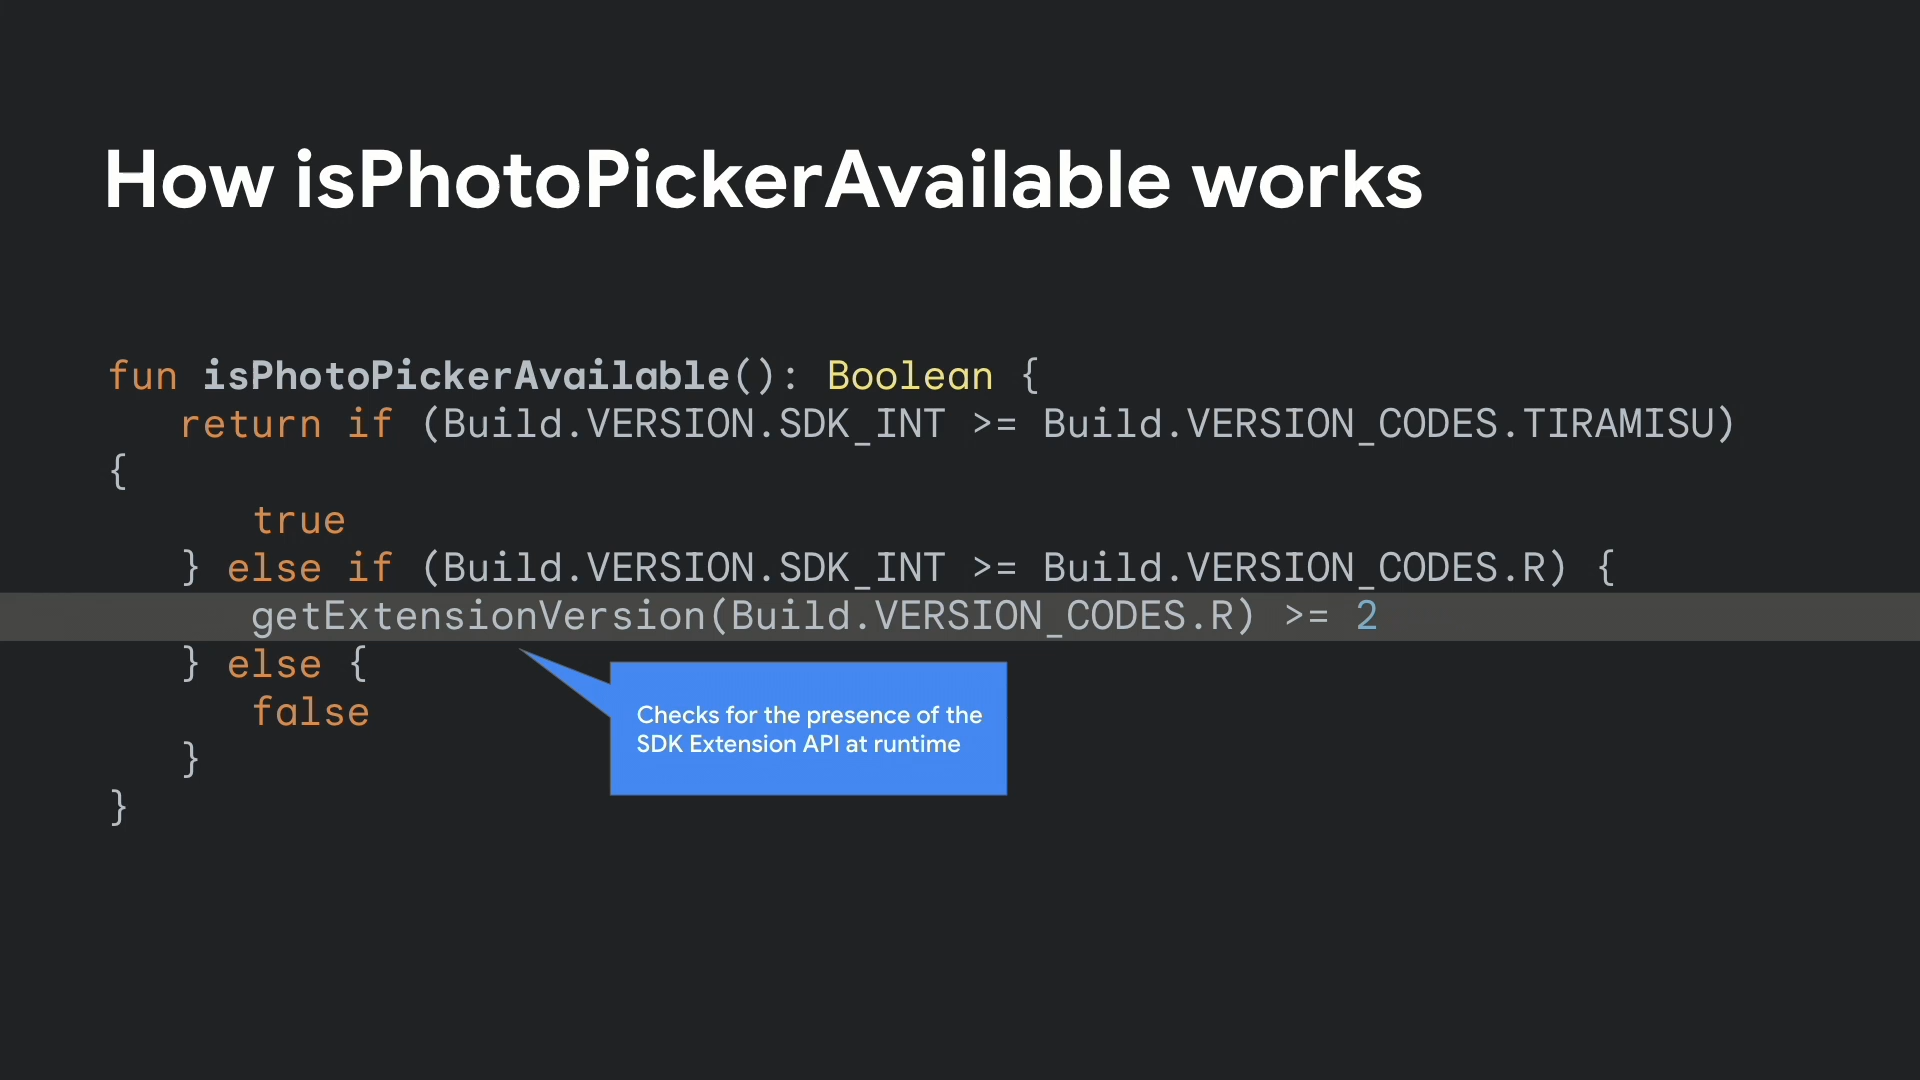 How isPhotoPickerAvailable works
fun isPhotoPickerAvailable(): Boolean {
return if (Build.VERSION.SDK_INT >= Build.VERSION_CODES.TIRAMISU)
{
true
} else if (Build.VERSION.SDK_INT >= Build.VERSION_CODES.R) {
getExtensionVersion(Build.VERSION_CODES.R) >= 2
} else {
false
}
}
Checks for the presence of the
SDK Extension API at runtime